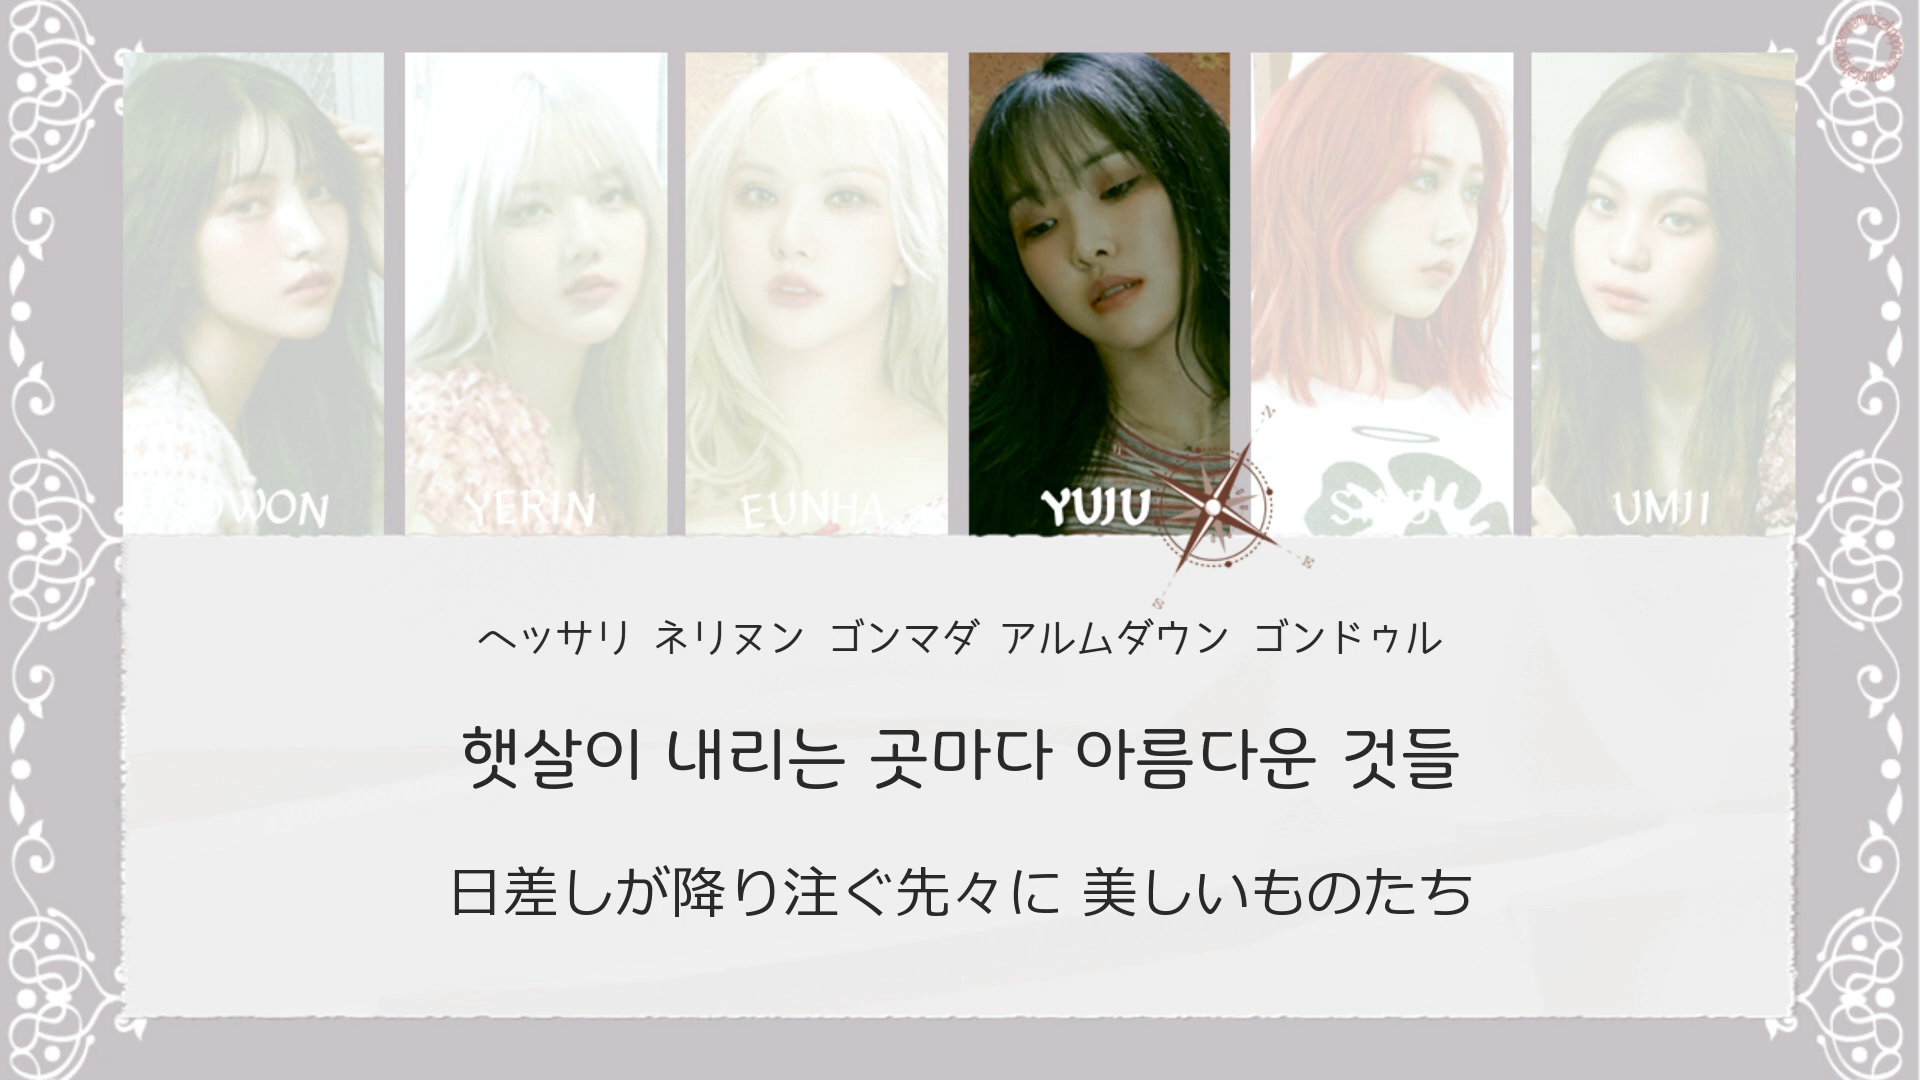 YERIN
EUNHA
YUJU
UMJI
N
E
S
ヘッサリ ネリヌン ゴンマダ アルムダウン ゴンドゥル
햇살이 내리는 곳마다 아름다운 것들
日差しが降り注ぐ先々に 美しいものたち